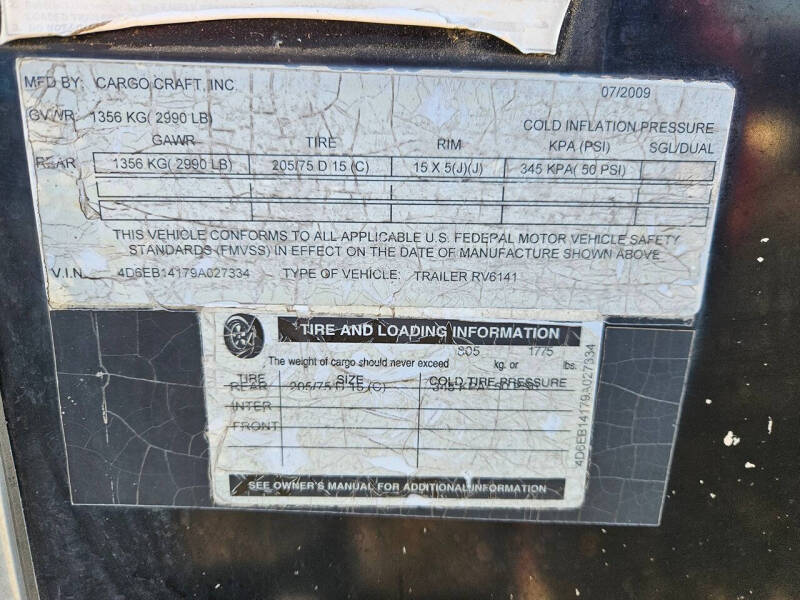 MFD BY: CARGO CRAFT, INC 07/2009
GVWR 1356 KG( 2990 LB)
COLD INFLATION PRESSURE
GAWR TIRE RIM KPA (PSI) SGL/DUAL
REAR 1356 KG( 2990 LB) 205/75 D 15 (C) 15 X 5(J)(J) 345 KPA( 50 PSI)
THIS VEHICLE CONFORMS TO ALL APPLICABLE U.S. FEDERAL MOTOR VEHICLE SAFETY
STANDARDS (FMVSS) IN EFFECT ON THE DATE OF MANUFACTURE SHOWN ABOVE
V.I.N. 4D6EB14179A027334 TYPE OF VEHICLE: TRAILER RV6141
TIRE AND LOADING INFORMATION
805 1775
The weight of cargo should never exceed kg. or lbs.
TIRE SIZE COLD TIRE PRESSURE
REAR 205/75 D 15 (C)
INTER
FRONT
SEE OWNER'S MANUAL FOR ADDITIONAL INFORMATION
4D6EB14179A027334